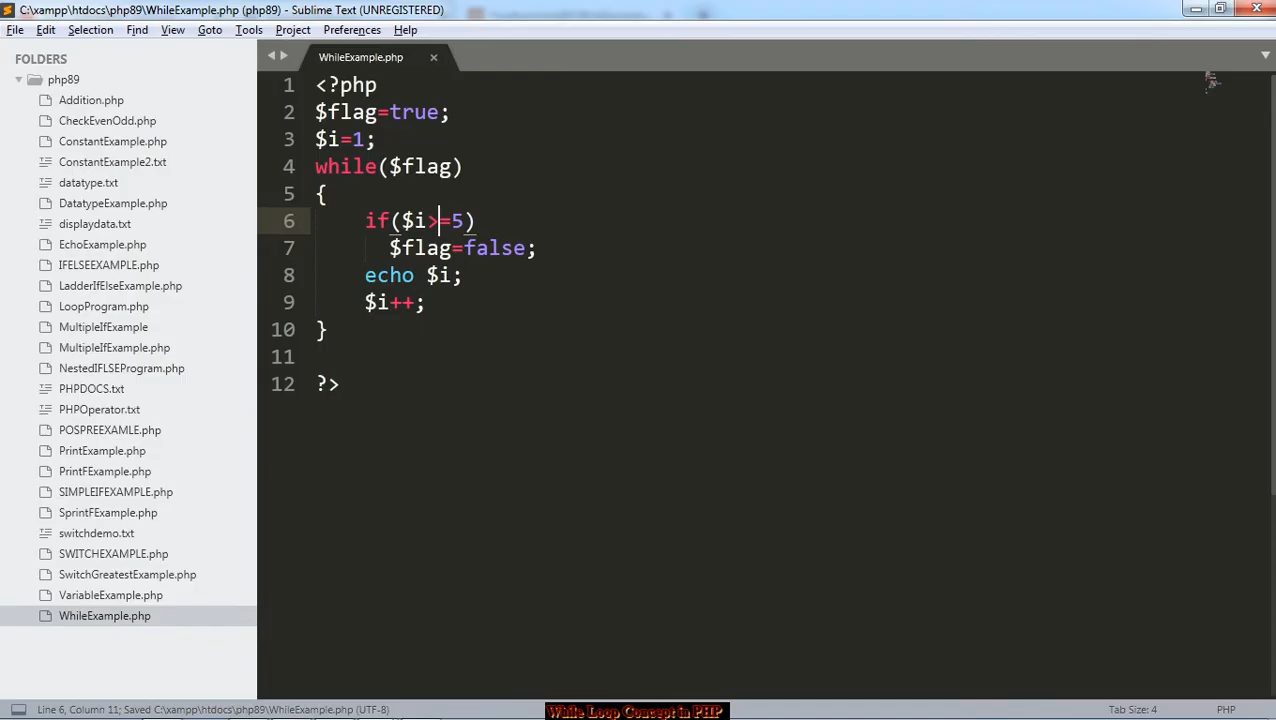 C:\xampp\htdocs\php89\WhileExample.php (php89) - Sublime Text (UNREGISTERED)
File Edit Selection Find View Goto Tools Project Preferences Help
FOLDERS
php89
Addition.php
CheckEvenOdd.php
ConstantExample.php
ConstantExample2.txt
datatype.txt
DatatypeExample.php
displaydata.txt
EchoExample.php
IFELSEEXAMPLE.php
LadderIfElseExample.php
LoopProgram.php
MultipleIfExample
MultipleIfExample.php
NestedIFLSEProgram.php
PHPDOCS.txt
PHPOperator.txt
POSPREEXAMLE.php
PrintExample.php
PrintFExample.php
SIMPLEIFEXAMPLE.php
SprintFExample.php
switchdemo.txt
SWITCHEXAMPLE.php
SwitchGreatestExample.php
VariableExample.php
WhileExample.php
WhileExample.php
1 <?php
2 $flag=true;
3 $i=1;
4 while($flag)
5 {
6 if($i>=5)
7 $flag=false;
8 echo $i;
9 $i++;
10 }
11
12 ?>
Line 6, Column 11; Saved C:\xampp\htdocs\php89\WhileExample.php (UTF-8)
While Loop Concept in PHP
Tab Size: 4
PHP